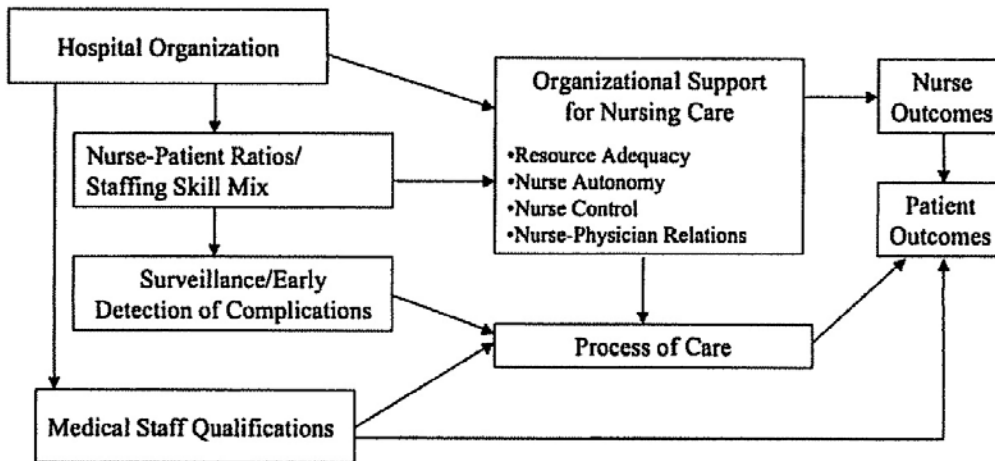 Hospital Organization
Nurse-Patient Ratios/
Staffing Skill Mix
Surveillance/Early
Detection of Complications
Medical Staff Qualifications
Organizational Support
for Nursing Care
•Resource Adequacy
•Nurse Autonomy
•Nurse Control
•Nurse-Physician Relations
Process of Care
Nurse
Outcomes
Patient
Outcomes